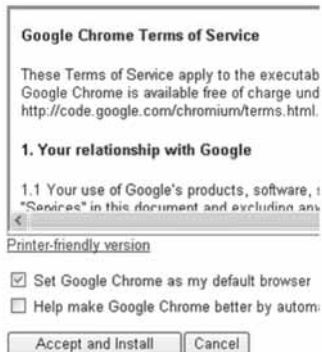 Google Chrome Terms of Service
These Terms of Service apply to the executab
Google Chrome is available free of charge und
http://code.google.com/chromium/terms.html.
1. Your relationship with Google
1.1 Your use of Google's products, software,
"Services" in this document and excluding any
Printer-friendly version
Set Google Chrome as my default browser
Help make Google Chrome better by automa
Accept and Install
Cancel